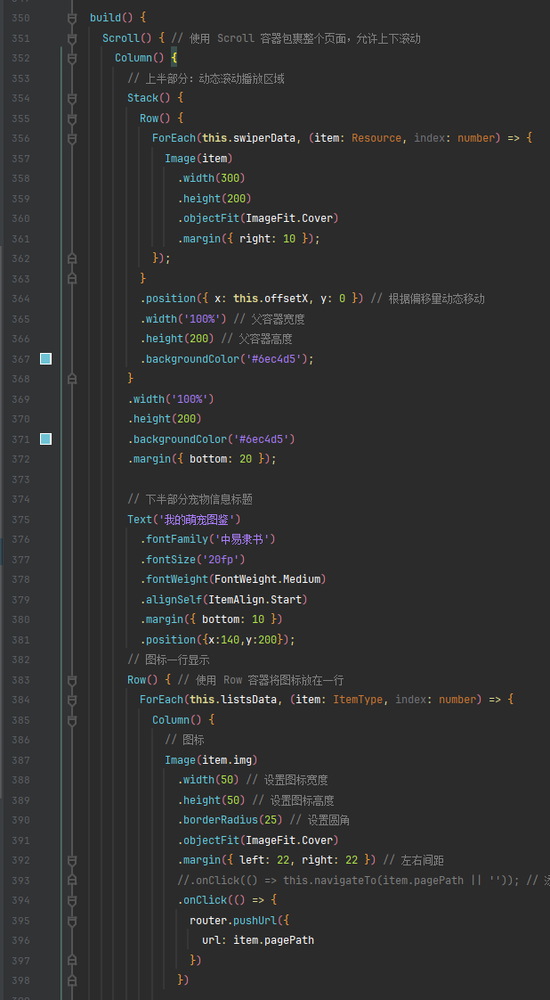 350 build() {
351 Scroll() { // 使用 Scroll 容器包裹整个页面，允许上下滚动
352 Column() {
353 // 上半部分：动态滚动播放区域
354 Stack() {
355 Row() {
356 ForEach(this.swiperData, (item: Resource, index: number) => {
357 Image(item)
358 .width(300)
359 .height(200)
360 .objectFit(ImageFit.Cover)
361 .margin({ right: 10 });
362 });
363 }
364 .position({ x: this.offsetX, y: 0 }) // 根据偏移量动态移动
365 .width('100%') // 父容器宽度
366 .height(200) // 父容器高度
367 .backgroundColor('#6ec4d5');
368 }
369 .width('100%')
370 .height(200)
371 .backgroundColor('#6ec4d5')
372 .margin({ bottom: 20 });
373
374 // 下半部分宠物信息标题
375 Text('我的萌宠图鉴')
376 .fontFamily('中易隶书')
377 .fontSize('20fp')
378 .fontWeight(FontWeight.Medium)
379 .alignSelf(ItemAlign.Start)
380 .margin({ bottom: 10 })
381 .position({x:140,y:200});
382 // 图标一行显示
383 Row() { // 使用 Row 容器将图标放在一行
384 ForEach(this.listsData, (item: ItemType, index: number) => {
385 Column() {
386 // 图标
387 Image(item.img)
388 .width(50) // 设置图标宽度
389 .height(50) // 设置图标高度
390 .borderRadius(25) // 设置圆角
391 .objectFit(ImageFit.Cover)
392 .margin({ left: 22, right: 22 }) // 左右间距
393 //.onClick(() => this.navigateTo(item.pagePath || '')); //
394 .onClick(() => {
395 router.pushUrl({
396 url: item.pagePath
397 })
398 })